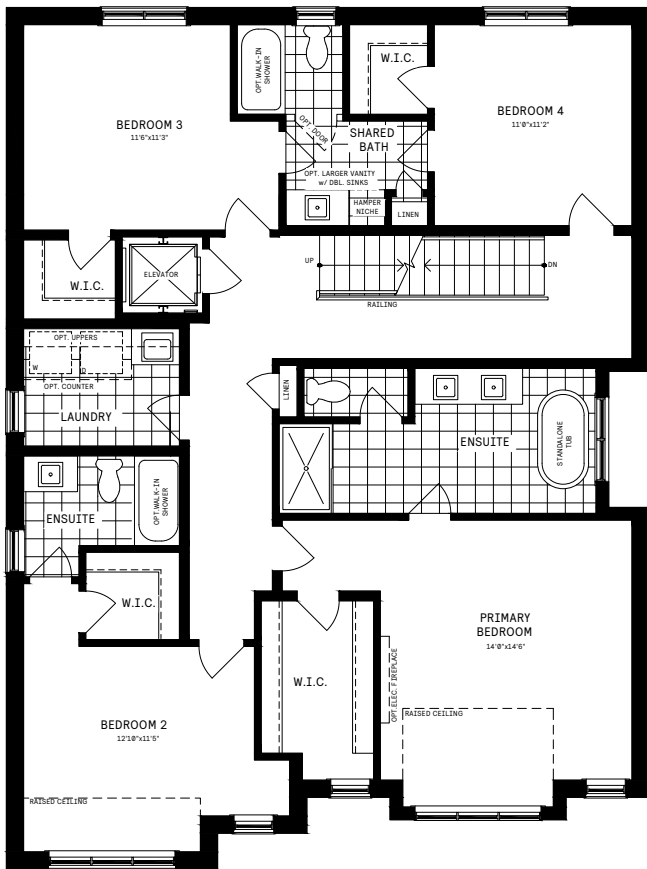 OPT. WALK-IN
SHOWER
W.I.C.
BEDROOM 3
11'6"x11'3"
OPT. DOOR
SHARED
BATH
BEDROOM 4
11'0"x11'2"
OPT. LARGER VANITY
w/ DBL. SINKS
HAMPER
NICHE
LINEN
W.I.C.
ELEVATOR
UP
DN
RAILING
OPT. UPPERS
W
D
OPT. COUNTER
LAUNDRY
LINEN
ENSUITE
STANDALONE
TUB
ENSUITE
OPT. WALK-IN
SHOWER
W.I.C.
PRIMARY
BEDROOM
14'0"x14'6"
W.I.C.
OPT. ELEC. FIREPLACE
RAISED CEILING
BEDROOM 2
12'10"x11'5"
RAISED CEILING